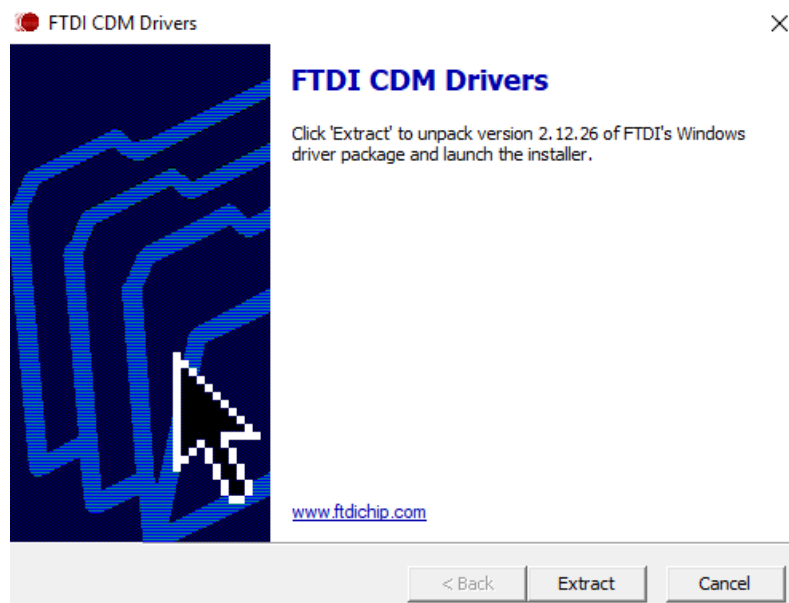 FTDI CDM Drivers
FTDI CDM Drivers
Click 'Extract' to unpack version 2.12.26 of FTDI's Windows
driver package and launch the installer.
www.ftdichip.com
< Back
Extract
Cancel